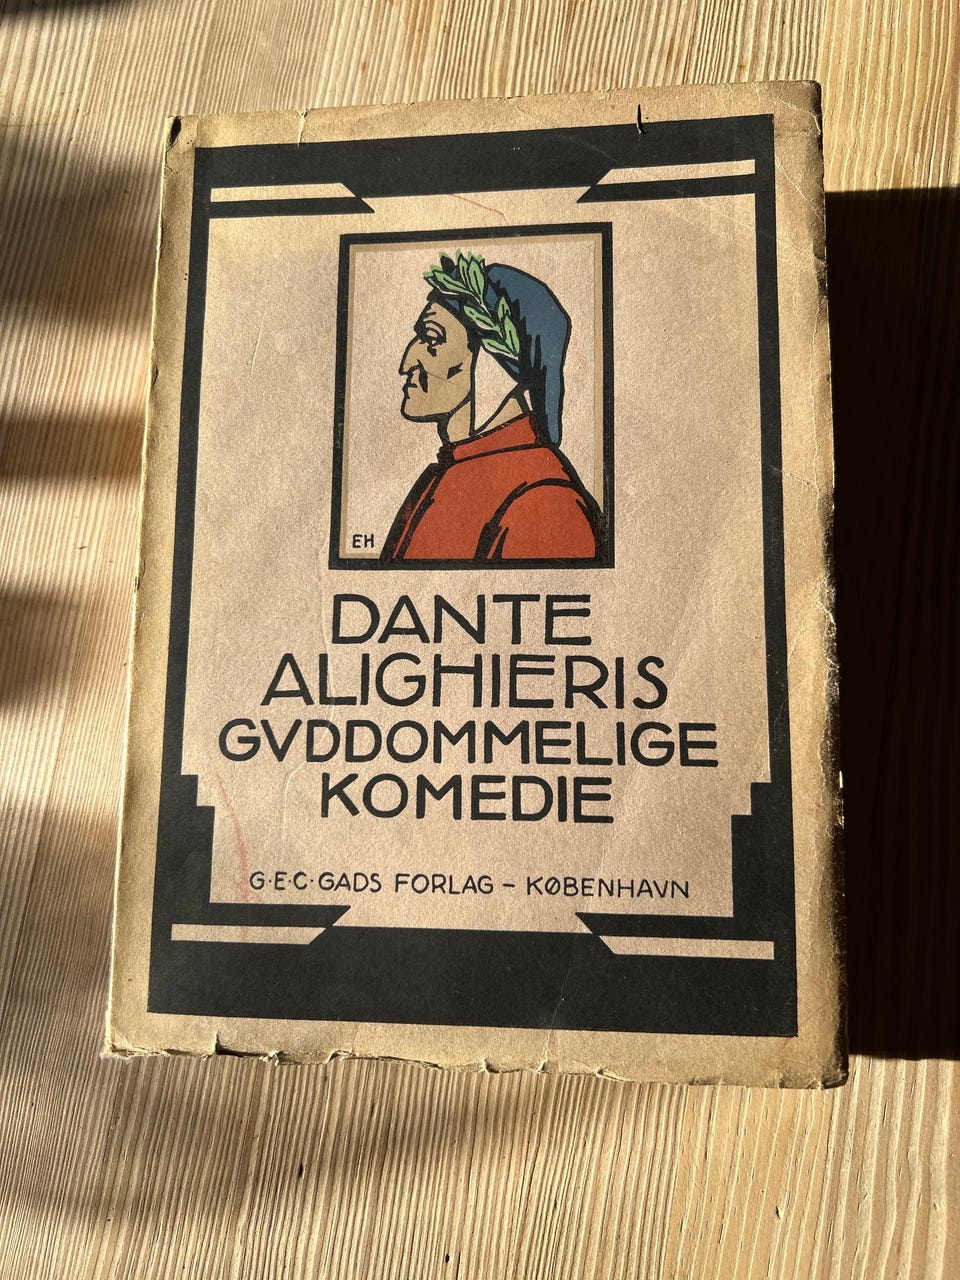 EH
DANTE
ALIGHIERIS
GVDDOMMELIGE
KOMEDIE
G·E·C·GADS FORLAG – KØBENHAVN